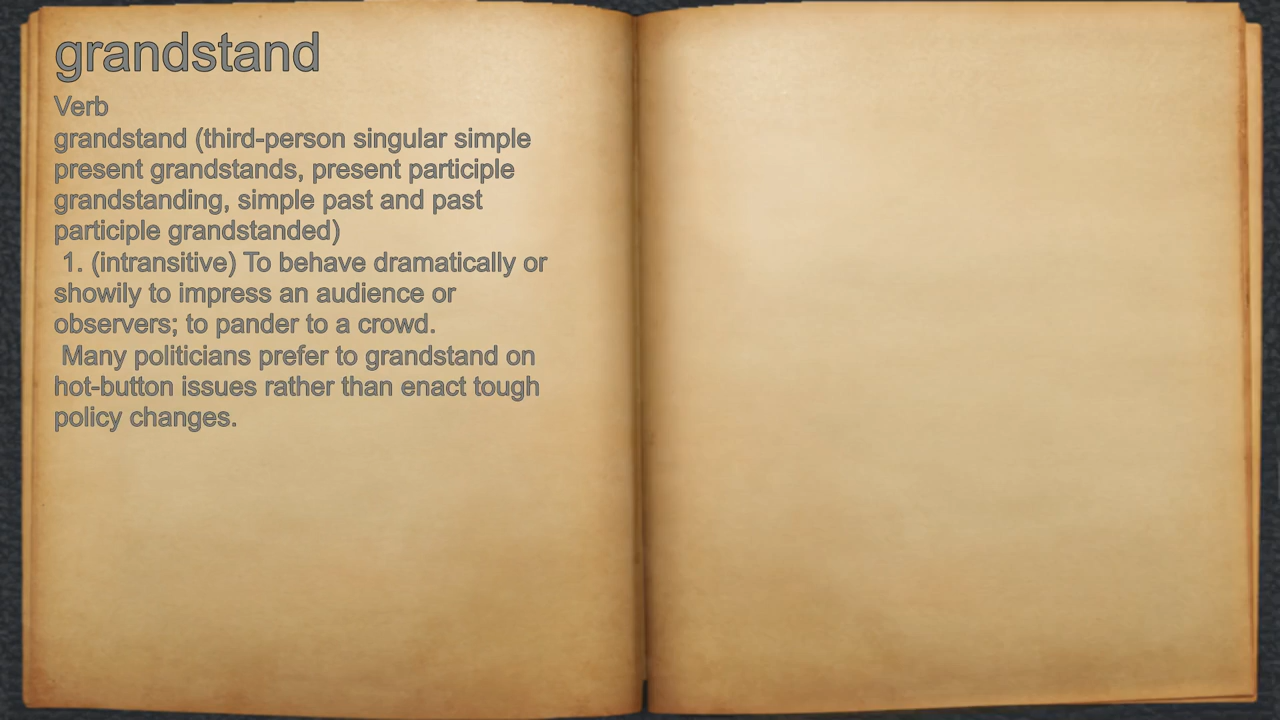 grandstand
Verb
grandstand (third-person singular simple
present grandstands, present participle
grandstanding, simple past and past
participle grandstanded)
1. (intransitive) To behave dramatically or
showily to impress an audience or
observers; to pander to a crowd.
Many politicians prefer to grandstand on
hot-button issues rather than enact tough
policy changes.